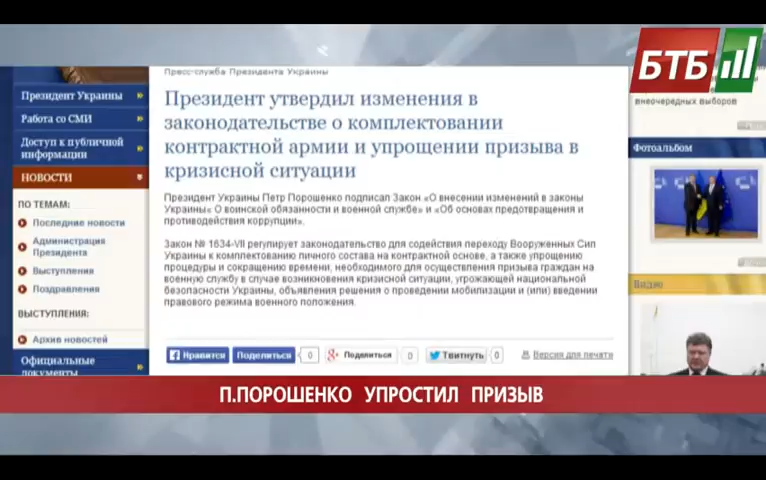 БТБ
Пресс-служба Президента Украины
Президент утвердил изменения в
законодательстве о комплектовании
контрактной армии и упрощении призыва в
кризисной ситуации
Президент Украины Петр Порошенко подписал Закон «О внесении изменений в законы
Украины« О воинской обязанности и военной службе» и «Об основах предотвращения и
противодействия коррупции».
Закон № 1634-VII регулирует законодательство для содействия переходу Вооруженных Сил
Украины к комплектованию личного состава на контрактной основе, а также упрощению
процедуры и сокращению времени, необходимого для осуществления призыва граждан на
военную службу в случае возникновения кризисной ситуации, угрожающей национальной
безопасности Украины, объявления решения о проведении мобилизации и (или) введении
правового режима военного положения.
Нравится
Поделиться
0
Поделиться
0
Твитнуть
0
Версия для печати
Президент Украины
Работа со СМИ
Доступ к публичной
информации
НОВОСТИ
ПО ТЕМАМ:
Последние новости
Администрация
Президента
Выступления
Поздравления
ВЫСТУПЛЕНИЯ:
Архив новостей
Официальные
документы
внеочередных выборов
Фотоальбом
Видео
П.ПОРОШЕНКО УПРОСТИЛ ПРИЗЫВ